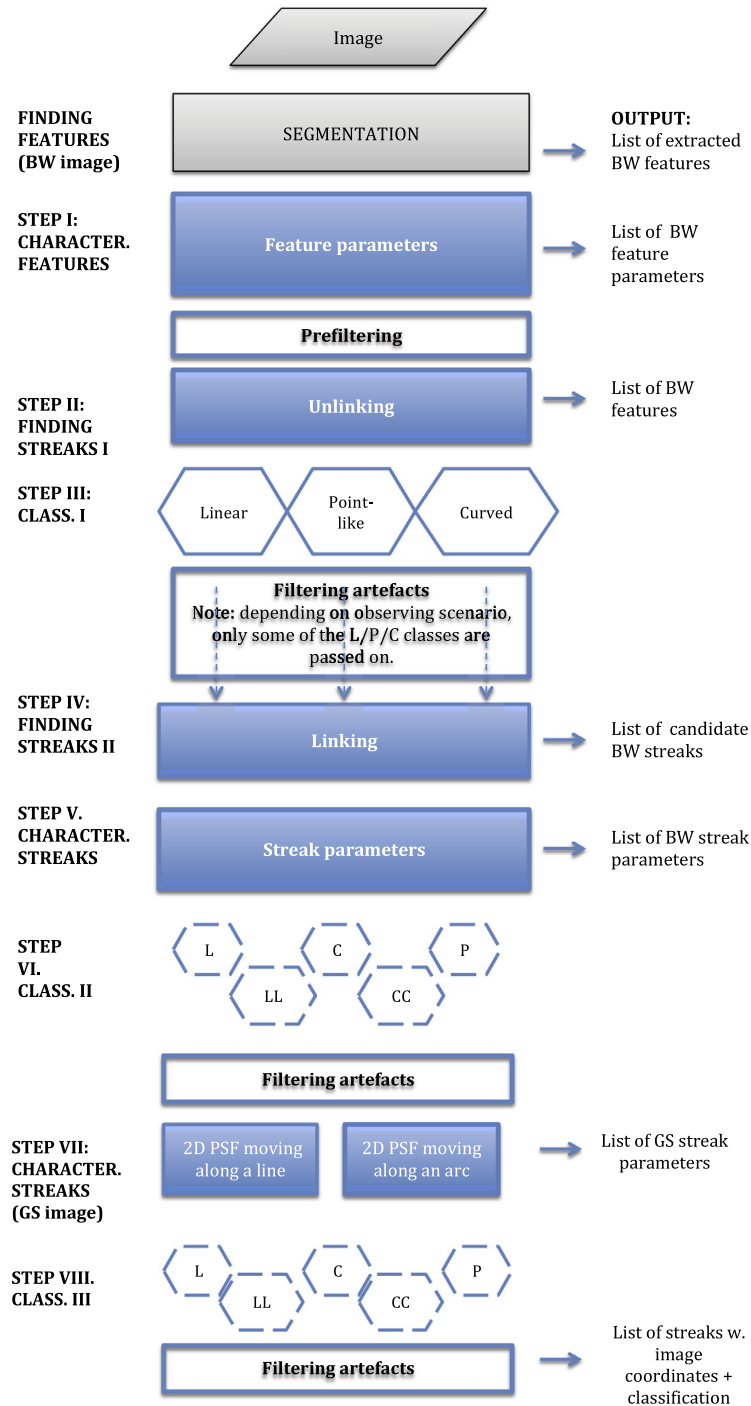 Image
FINDING
FEATURES
(BW image)
SEGMENTATION
OUTPUT:
List of extracted
BW features
STEP I:
CHARACTER.
FEATURES
Feature parameters
List of BW
feature
parameters
Prefiltering
STEP II:
FINDING
STREAKS I
Unlinking
List of BW
features
STEP III:
CLASS. I
Linear
Point-
like
Curved
Filtering artefacts
Note: depending on observing scenario,
only some of the L/P/C classes are
passed on.
STEP IV:
FINDING
STREAKS II
Linking
List of candidate
BW streaks
STEP V.
CHARACTER.
STREAKS
Streak parameters
List of BW streak
parameters
STEP
VI.
CLASS. II
L
C
P
LL
CC
Filtering artefacts
STEP VII:
CHARACTER.
STREAKS
(GS image)
2D PSF moving
along a line
2D PSF moving
along an arc
List of GS streak
parameters
STEP VIII.
CLASS. III
L
C
P
LL
CC
Filtering artefacts
List of streaks w.
image
coordinates +
classification